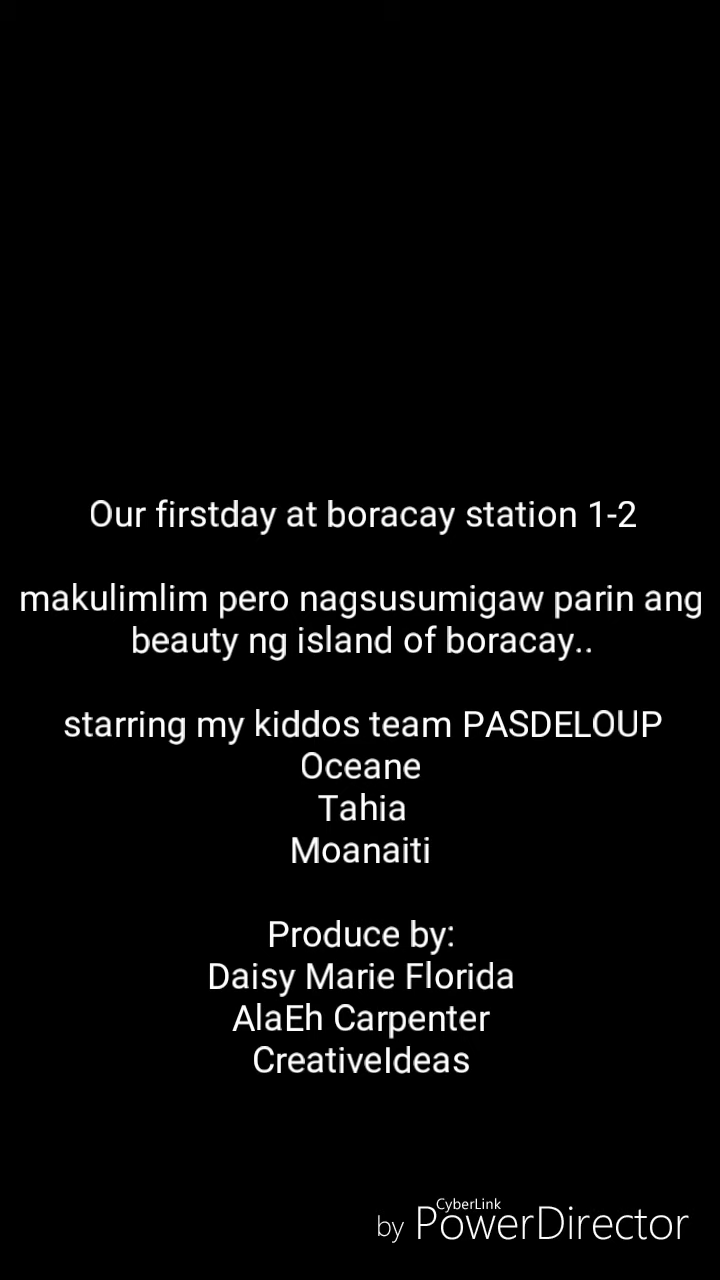 Our firstday at boracay station 1-2
makulimlim pero nagsusumigaw parin ang
beauty ng island of boracay..
starring my kiddos team PASDELOUP
Oceane
Tahia
Moanaiti
Produce by:
Daisy Marie Florida
AlaEh Carpenter
CreativeIdeas
CyberLink
by PowerDirector